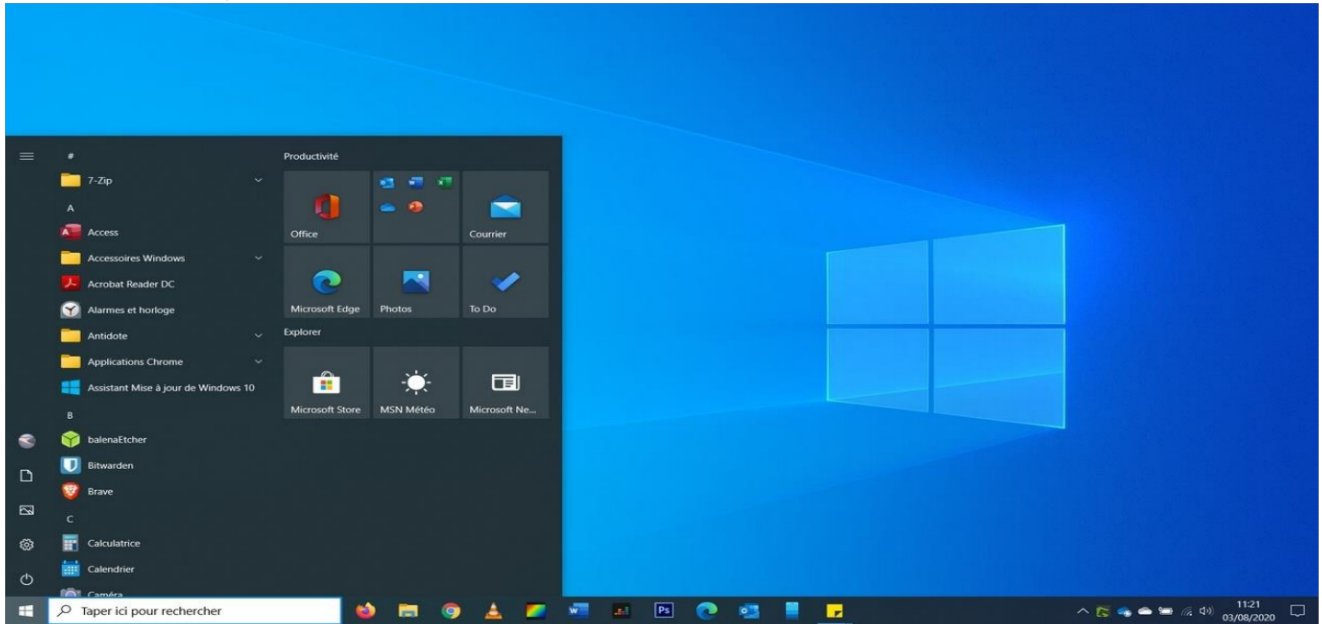 #
7-Zip
A
Access
Accessoires Windows
Acrobat Reader DC
Alarmes et horloge
Antidote
Applications Chrome
Assistant Mise à jour de Windows 10
B
balenaEtcher
Bitwarden
Brave
C
Calculatrice
Calendrier
Caméra
Productivité
Office
Courrier
Microsoft Edge
Photos
To Do
Explorer
Microsoft Store
MSN Météo
Microsoft Ne...
Taper ici pour rechercher
Ps
11:21
03/08/2020